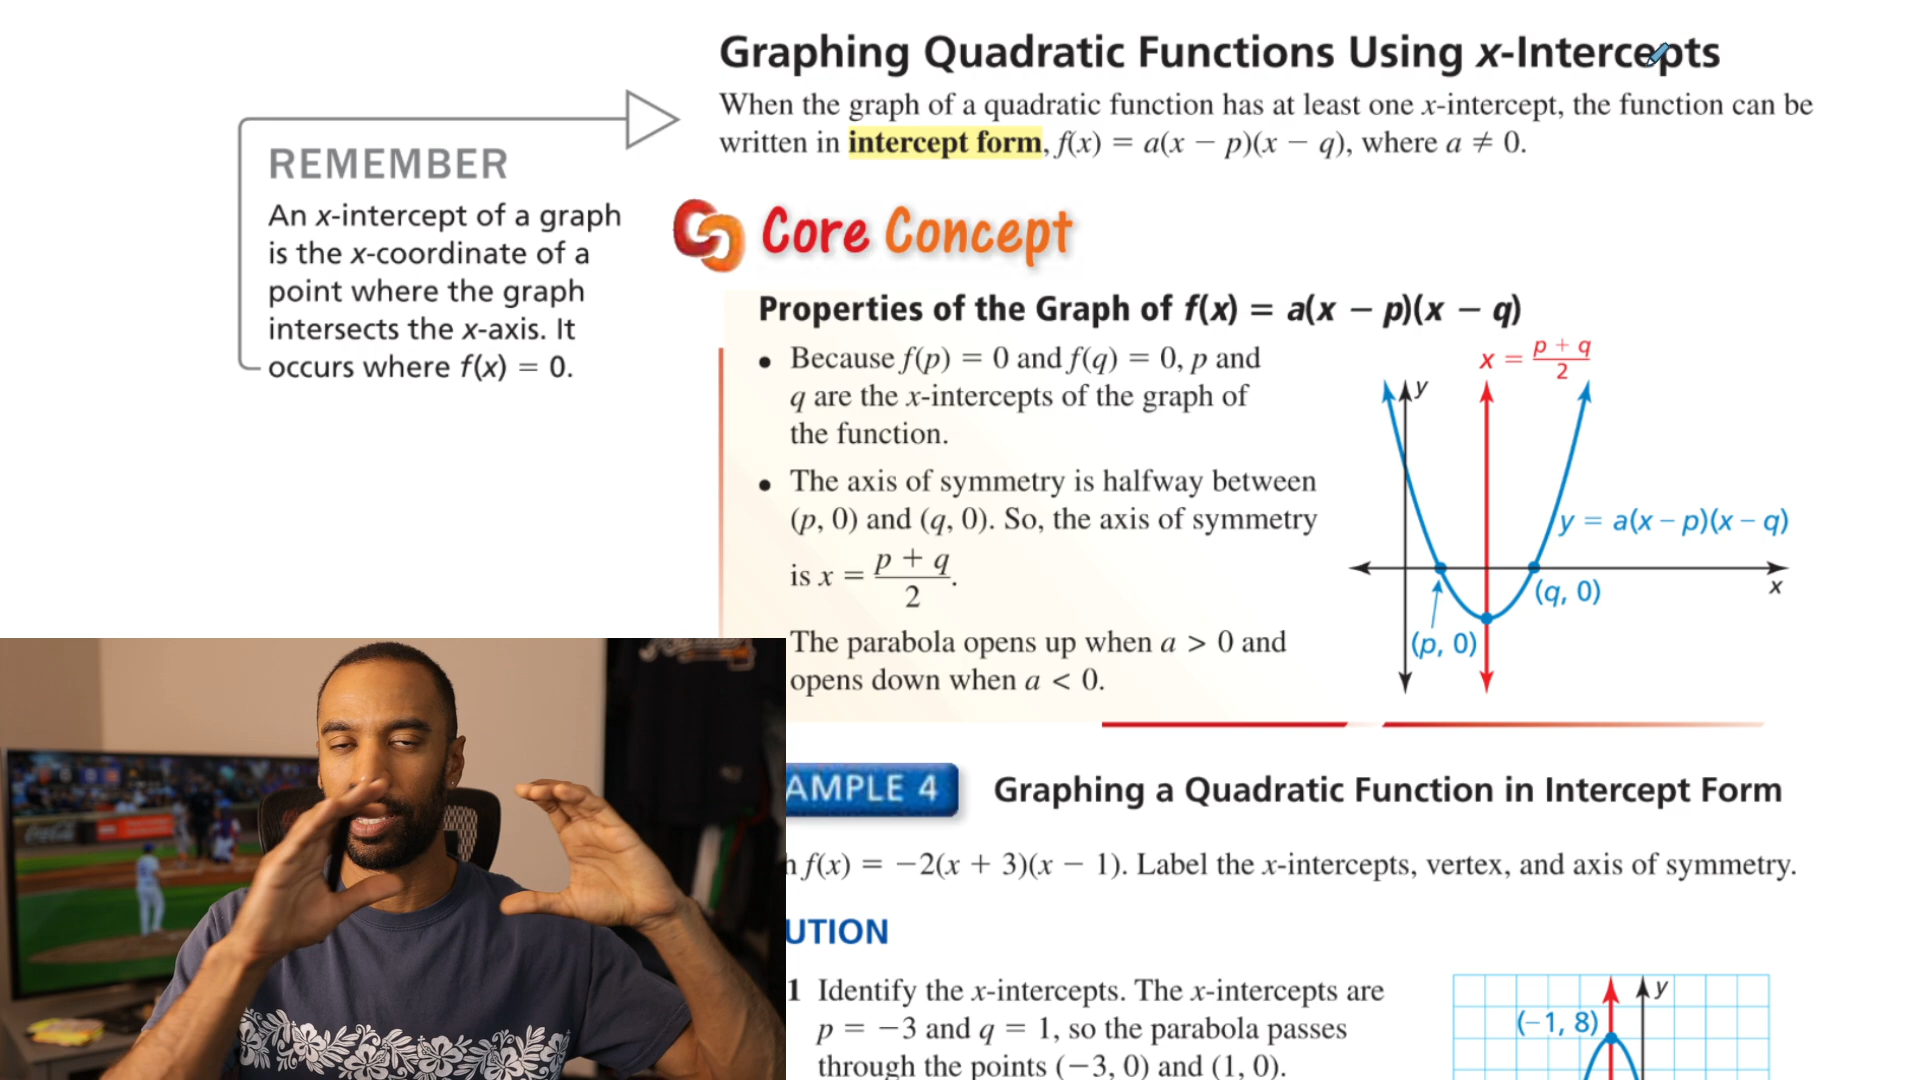 Graphing Quadratic Functions Using x-Intercepts
When the graph of a quadratic function has at least one x-intercept, the function can be
written in intercept form, f(x) = a(x − p)(x − q), where a ≠ 0.
REMEMBER
An x-intercept of a graph
is the x-coordinate of a
point where the graph
intersects the x-axis. It
occurs where f(x) = 0.
Core Concept
Properties of the Graph of f(x) = a(x − p)(x − q)
• Because f(p) = 0 and f(q) = 0, p and
q are the x-intercepts of the graph of
the function.
• The axis of symmetry is halfway between
(p, 0) and (q, 0). So, the axis of symmetry
is x = (p + q)/2.
The parabola opens up when a > 0 and
opens down when a < 0.
x = (p + q)/2
y
y = a(x − p)(x − q)
x
(q, 0)
(p, 0)
AMPLE 4 Graphing a Quadratic Function in Intercept Form
h f(x) = −2(x + 3)(x − 1). Label the x-intercepts, vertex, and axis of symmetry.
UTION
1 Identify the x-intercepts. The x-intercepts are
p = −3 and q = 1, so the parabola passes
through the points (−3, 0) and (1, 0).
y
(−1, 8)